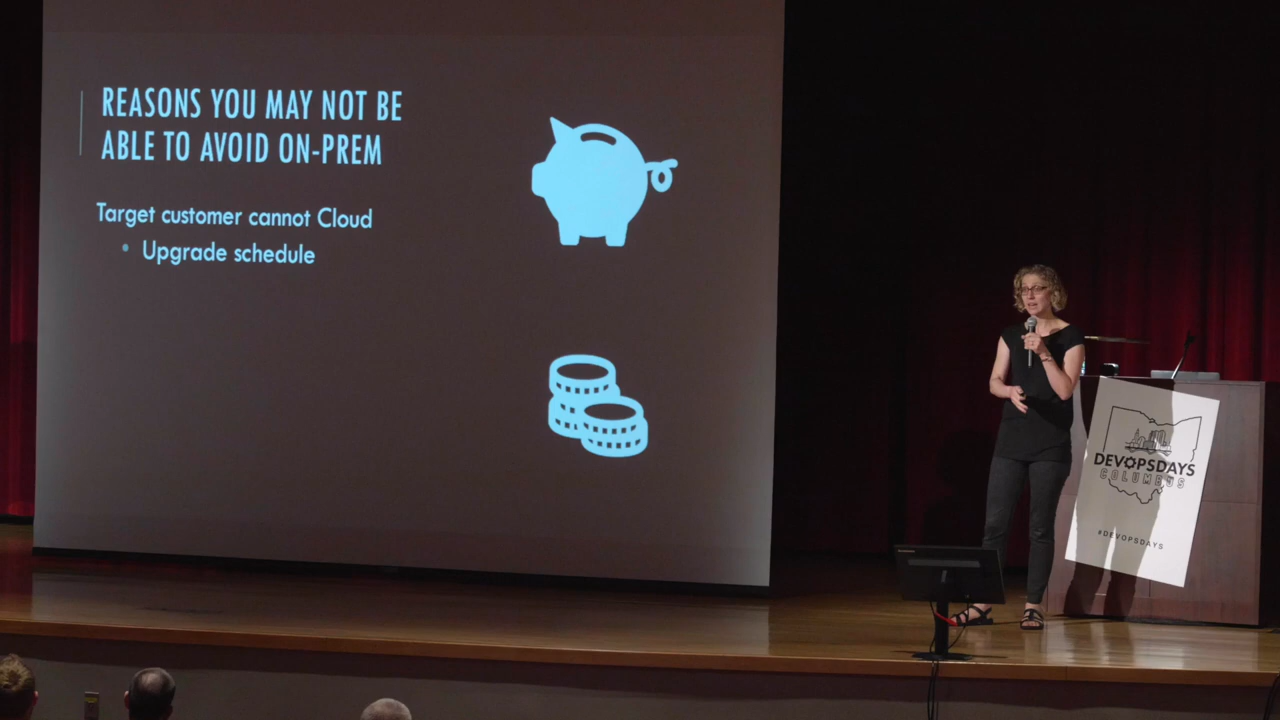 REASONS YOU MAY NOT BE
ABLE TO AVOID ON-PREM
Target customer cannot Cloud
• Upgrade schedule
DEVOPSDAYS
COLUMBUS
#DEVOPSDAYS